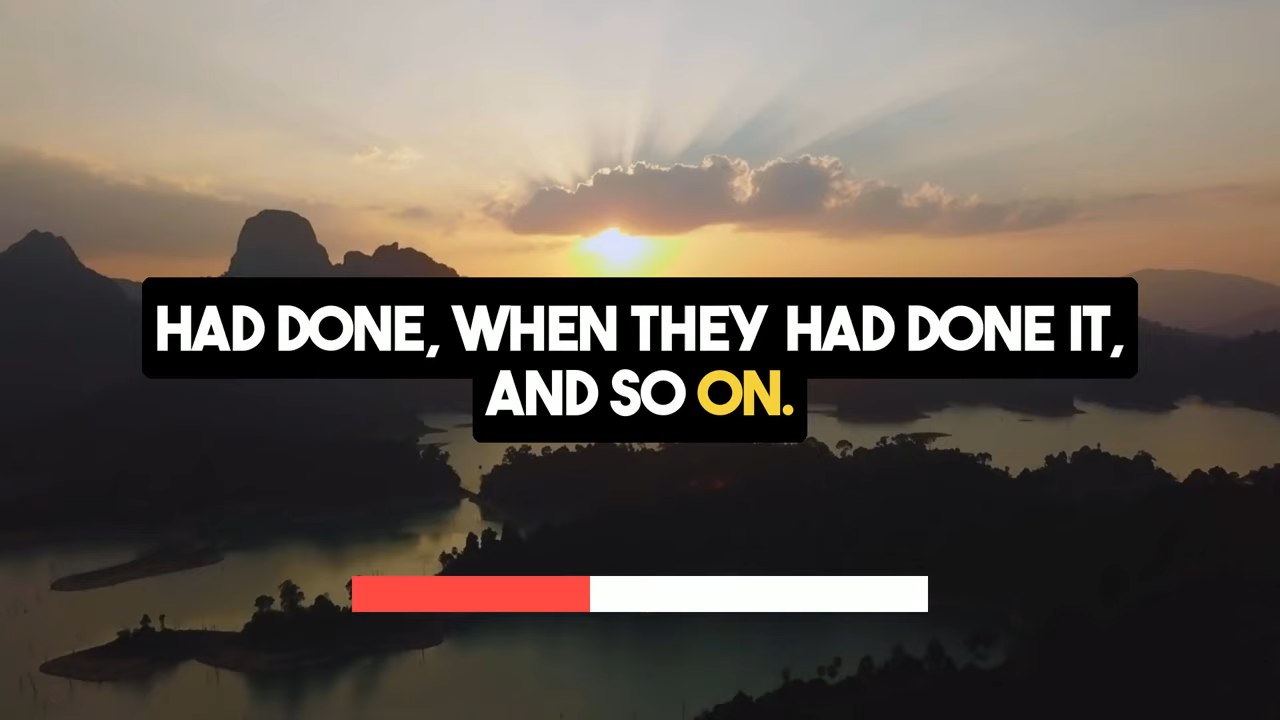 HAD DONE, WHEN THEY HAD DONE IT,
AND SO ON.